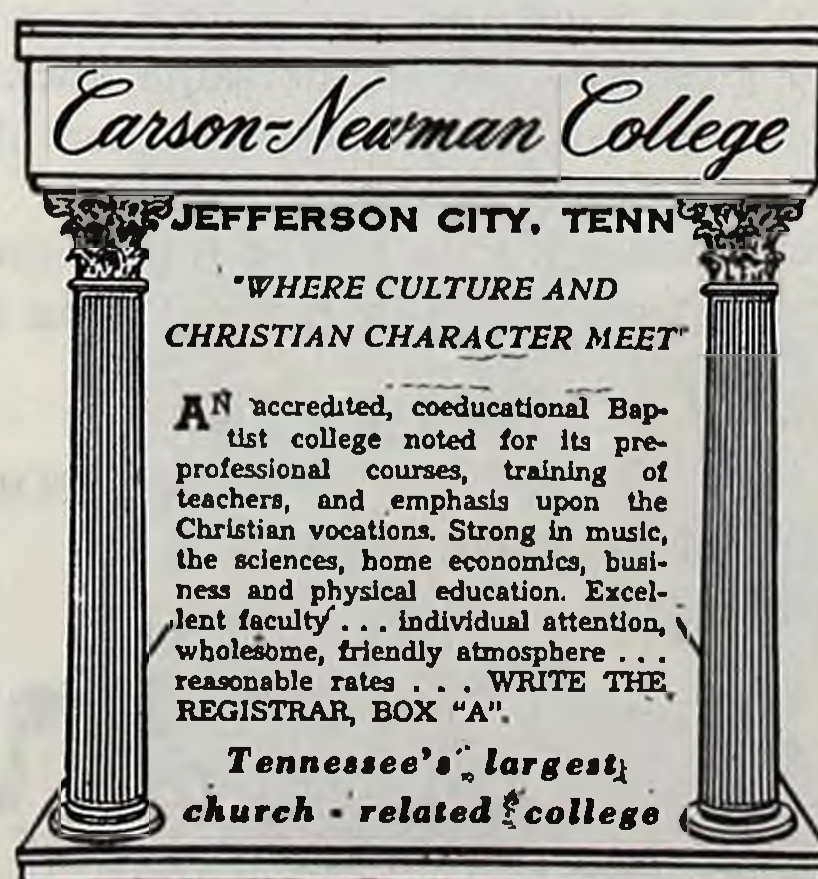 Carson-Newman College
JEFFERSON CITY, TENN
"WHERE CULTURE AND
CHRISTIAN CHARACTER MEET"
AN accredited, coeducational Bap-
tist college noted for its pre-
professional courses, training of
teachers, and emphasis upon the
Christian vocations. Strong in music,
the sciences, home economics, busi-
ness and physical education. Excel-
lent faculty . . . individual attention,
wholesome, friendly atmosphere . . .
reasonable rates . . . WRITE THE
REGISTRAR, BOX "A".
Tennessee's largest
church - related college